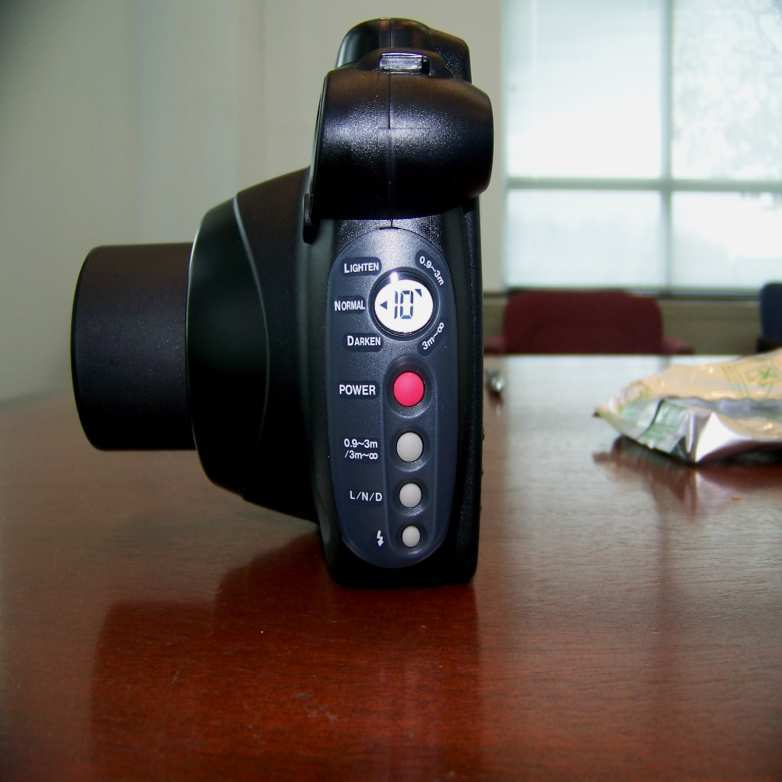 LIGHTEN
0.9~3m
NORMAL
10
DARKEN
3m~∞
POWER
0.9~3m
/3m~∞
L/N/D